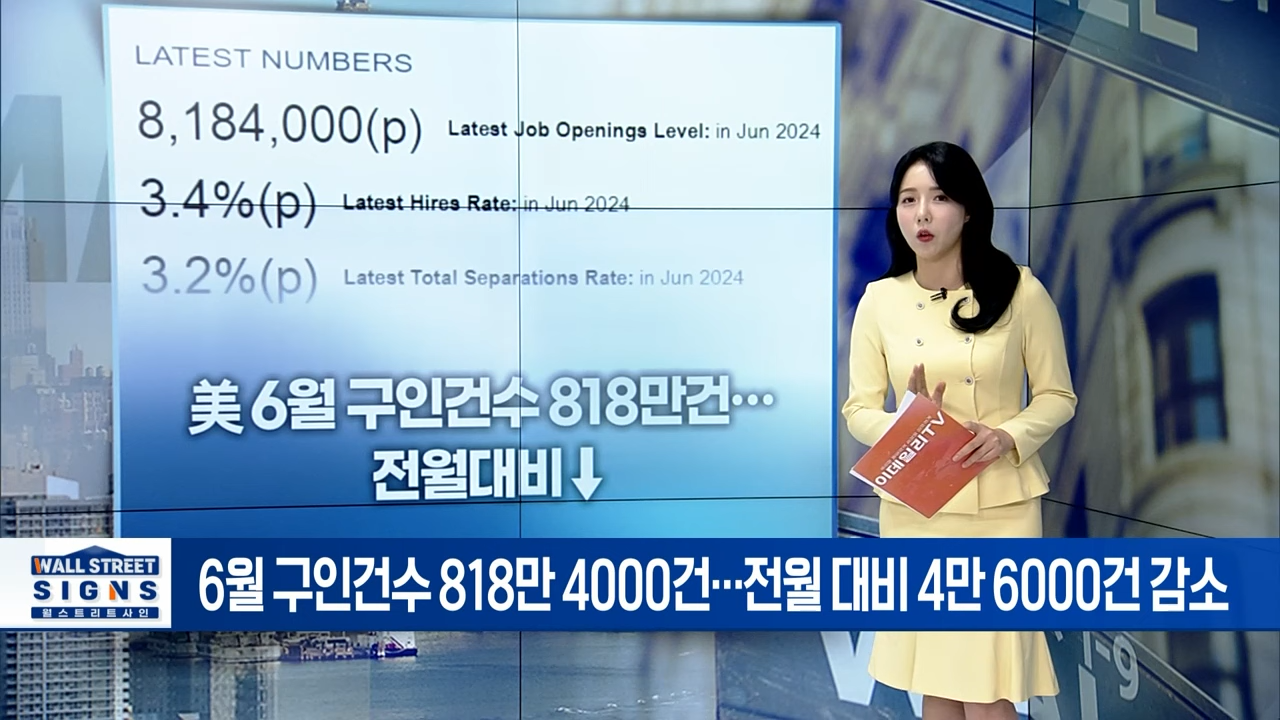 LATEST NUMBERS
8,184,000(p) Latest Job Openings Level: in Jun 2024
3.4%(p) Latest Hires Rate: in Jun 2024
3.2%(p) Latest Total Separations Rate: in Jun 2024
美 6월 구인건수 818만건…
전월대비↓
이데일리TV
WALL STREET
SIGNS
월스트리트사인
6월 구인건수 818만 4000건…전월 대비 4만 6000건 감소